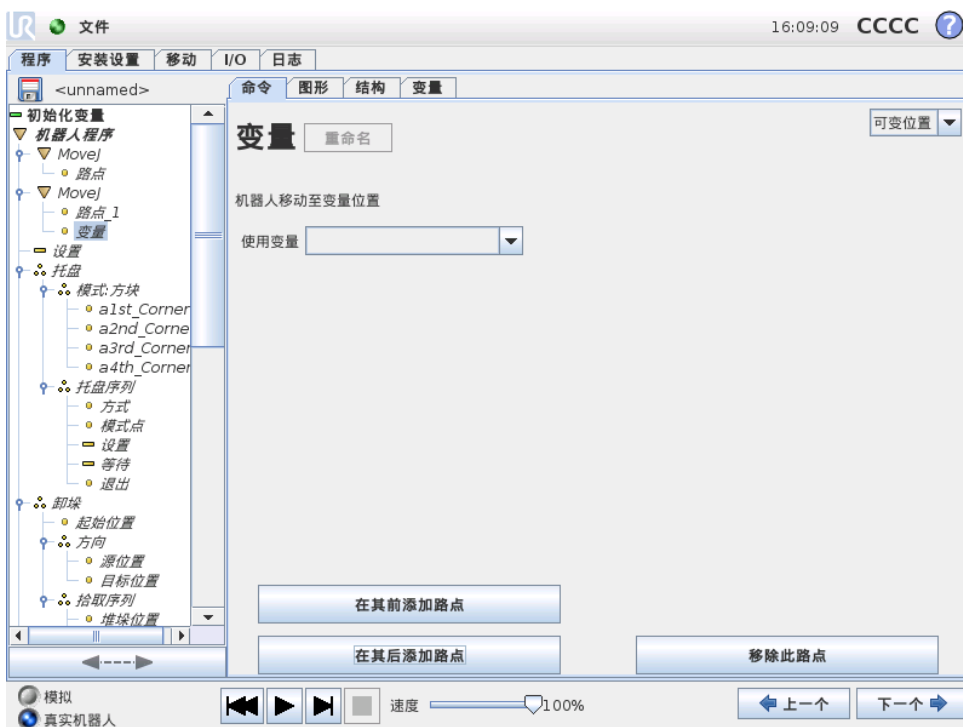 UR 文件 16:09:09 CCCC ?
程序 安装设置 移动 I/O 日志
<unnamed>
命令 图形 结构 变量
初始化变量
机器人程序
MoveJ
路点
MoveJ
路点_1
变量
设置
托盘
模式:方块
a1st_Corner
a2nd_Corne
a3rd_Corner
a4th_Corner
托盘序列
方式
模式点
设置
等待
退出
卸垛
起始位置
方向
源位置
目标位置
拾取序列
堆垛位置
变量 重命名 可变位置
机器人移动至变量位置
使用变量
在其前添加路点
在其后添加路点 移除此路点
模拟
真实机器人
速度 100% 上一个 下一个